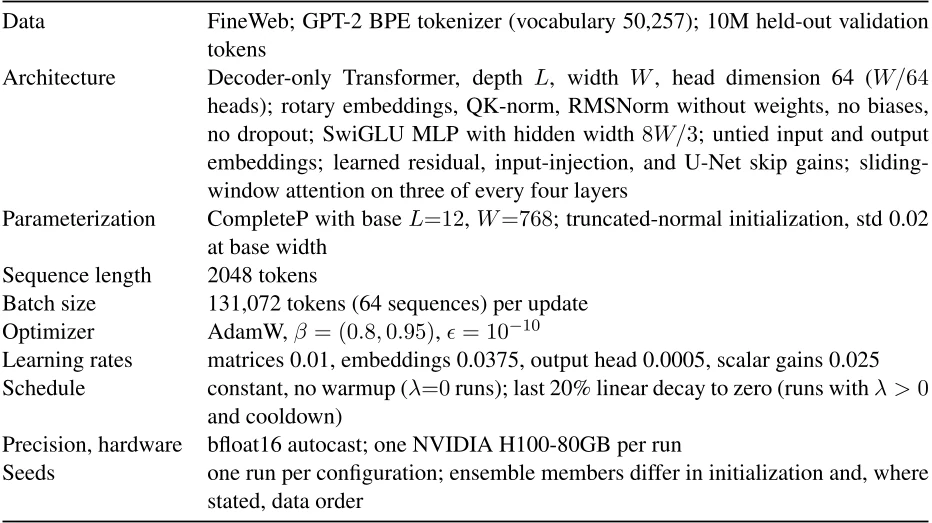 Data FineWeb; GPT-2 BPE tokenizer (vocabulary 50,257); 10M held-out validation
tokens
Architecture Decoder-only Transformer, depth L, width W, head dimension 64 (W/64
heads); rotary embeddings, QK-norm, RMSNorm without weights, no biases,
no dropout; SwiGLU MLP with hidden width 8W/3; untied input and output
embeddings; learned residual, input-injection, and U-Net skip gains; sliding-
window attention on three of every four layers
Parameterization CompleteP with base L=12, W=768; truncated-normal initialization, std 0.02
at base width
Sequence length 2048 tokens
Batch size 131,072 tokens (64 sequences) per update
Optimizer AdamW, β = (0.8, 0.95), ϵ = 10⁻¹⁰
Learning rates matrices 0.01, embeddings 0.0375, output head 0.0005, scalar gains 0.025
Schedule constant, no warmup (λ=0 runs); last 20% linear decay to zero (runs with λ > 0
and cooldown)
Precision, hardware bfloat16 autocast; one NVIDIA H100-80GB per run
Seeds one run per configuration; ensemble members differ in initialization and, where
stated, data order